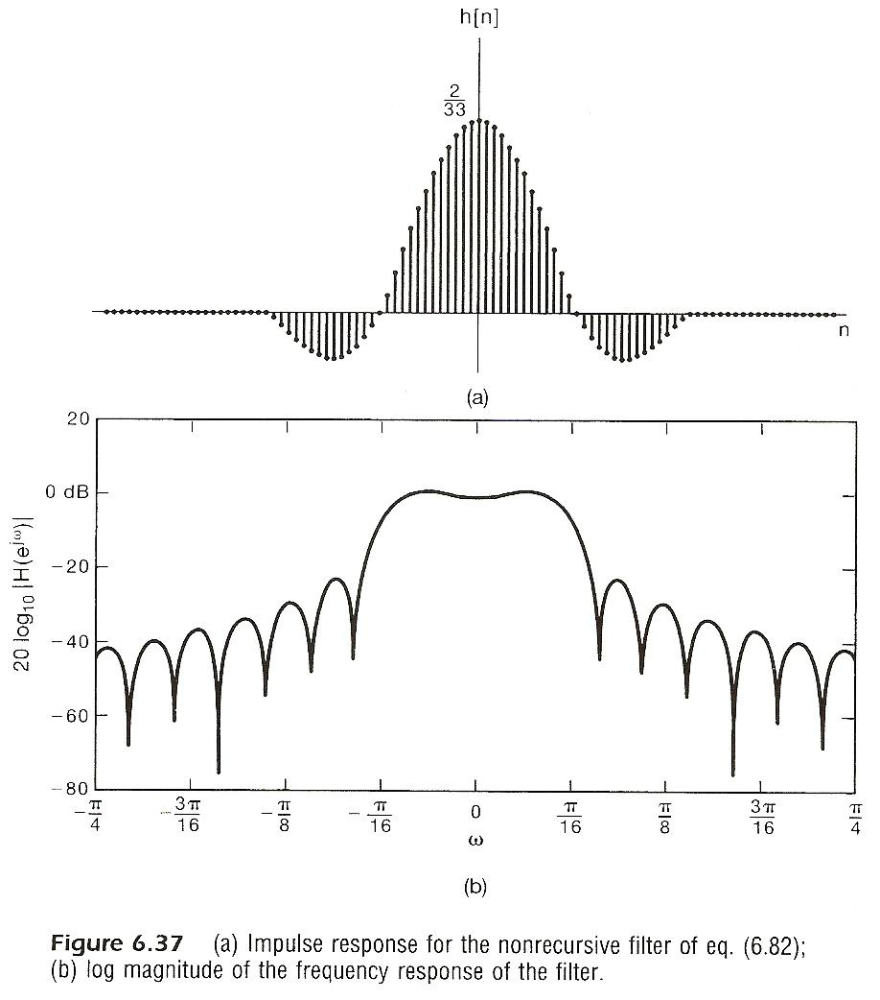 h[n]
2
33
n
(a)
20
0 dB
−20
−40
−60
−80
20 log₁₀ |H(e^{jω})|
−π/4
−3π/16
−π/8
−π/16
0
π/16
π/8
3π/16
π/4
ω
(b)
Figure 6.37 (a) Impulse response for the nonrecursive filter of eq. (6.82);
(b) log magnitude of the frequency response of the filter.